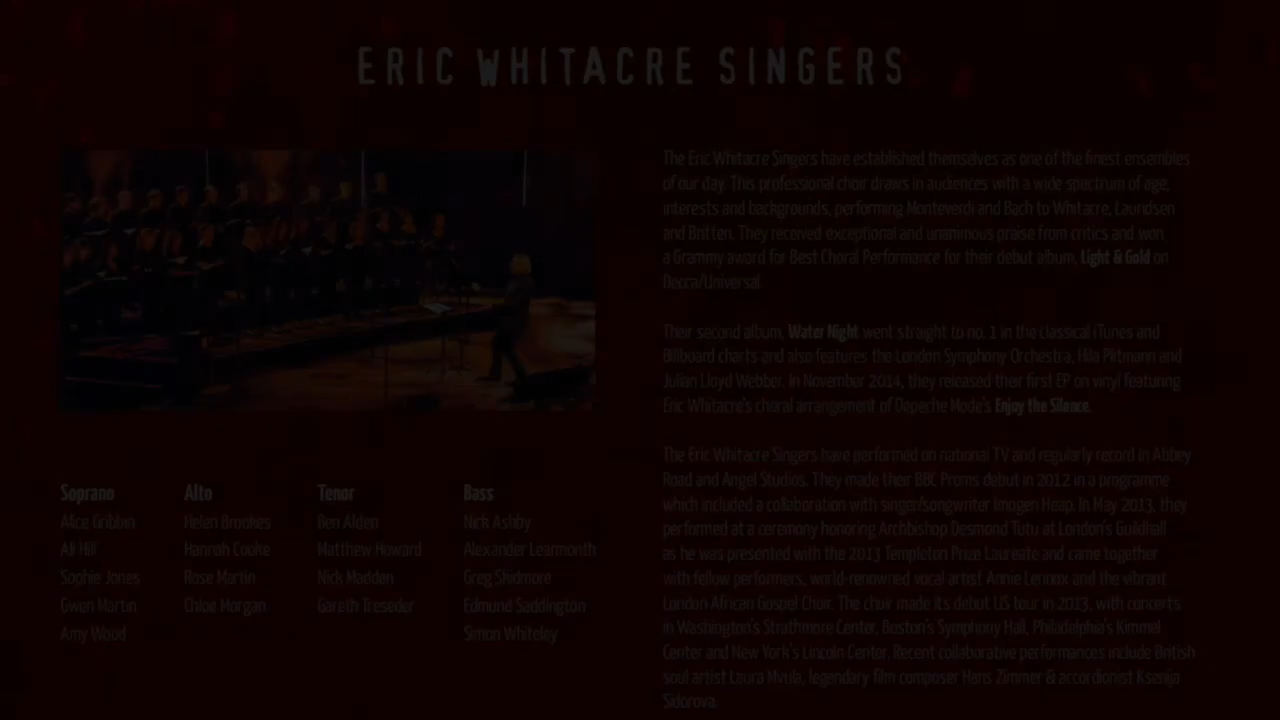 ERIC WHITACRE SINGERS
The Eric Whitacre Singers have established themselves as one of the finest ensembles
of our day. This professional choir draws in audiences with a wide spectrum of age,
interests and backgrounds, performing Monteverdi and Bach to Whitacre, Lauridsen
and Britten. They received exceptional and unanimous praise from critics and won
a Grammy award for Best Choral Performance for their debut album, Light & Gold on
Decca/Universal.
Their second album, Water Night went straight to no. 1 in the classical iTunes and
Billboard charts and also features the London Symphony Orchestra, Hila Plitmann and
Julian Lloyd Webber. In November 2014, they released their first EP on vinyl featuring
Eric Whitacre's choral arrangement of Depeche Mode's Enjoy the Silence.
The Eric Whitacre Singers have performed on national TV and regularly record in Abbey
Road and Angel Studios. They made their BBC Proms debut in 2012 in a programme
which included a collaboration with singer/songwriter Imogen Heap. In May 2013, they
performed at a ceremony honoring Archbishop Desmond Tutu at London's Guildhall
as he was presented with the 2013 Templeton Prize Laureate and came together
with fellow performers, world-renowned vocal artist Annie Lennox and the vibrant
London African Gospel Choir. The choir made its debut US tour in 2013, with concerts
in Washington's Strathmore Center, Boston's Symphony Hall, Philadelphia's Kimmel
Center and New York's Lincoln Center. Recent collaborative performances include British
soul artist Laura Mvula, legendary film composer Hans Zimmer & accordionist Ksenija
Sidorova.
Soprano
Alice Gribbin
Ali Hill
Sophie Jones
Gwen Martin
Amy Wood
Alto
Helen Brookes
Hannah Cooke
Rose Martin
Chloe Morgan
Tenor
Ben Alden
Matthew Howard
Nick Madden
Gareth Treseder
Bass
Nick Ashby
Alexander Learmonth
Greg Skidmore
Edmund Saddington
Simon Whiteley